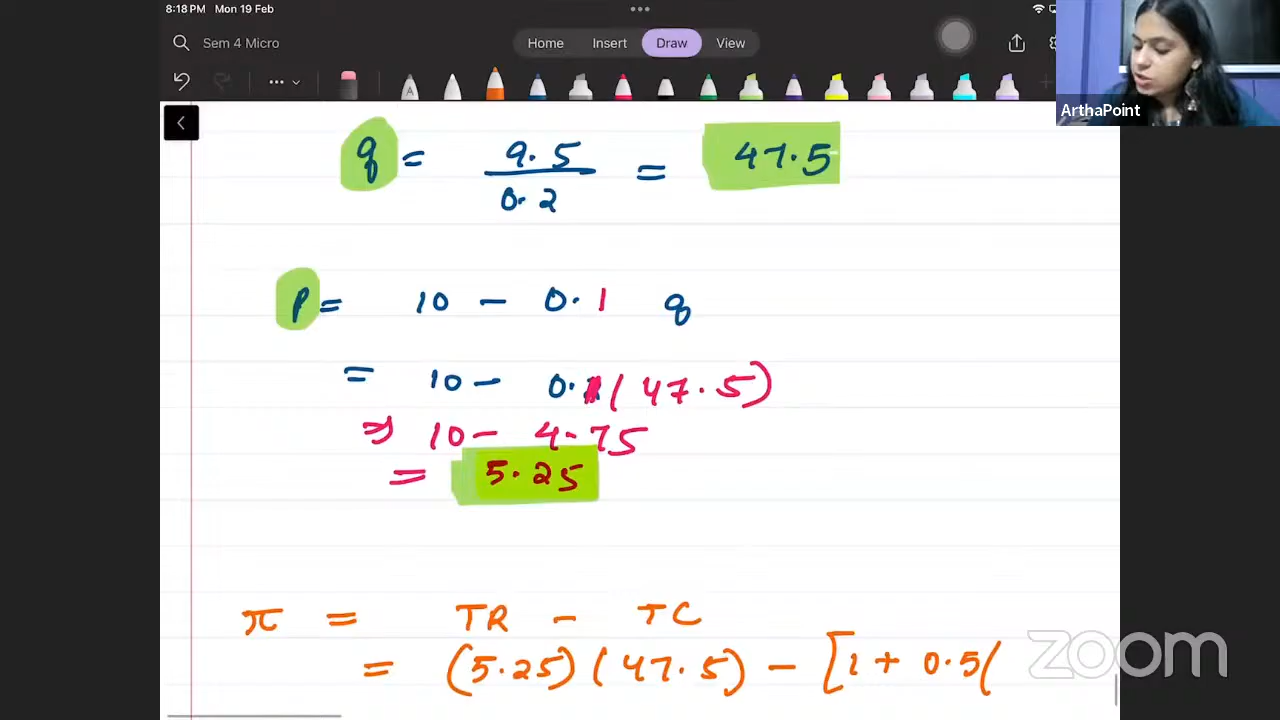 8:18 PM Mon 19 Feb
Sem 4 Micro
Home Insert Draw View
ArthaPoint
q = 9.5 / 0.2 = 47.5
p = 10 - 0.1 q
= 10 - 0.1 (47.5)
⇒ 10 - 4.75
= 5.25
π = TR - TC
= (5.25) (47.5) - [1 + 0.5(
zoom